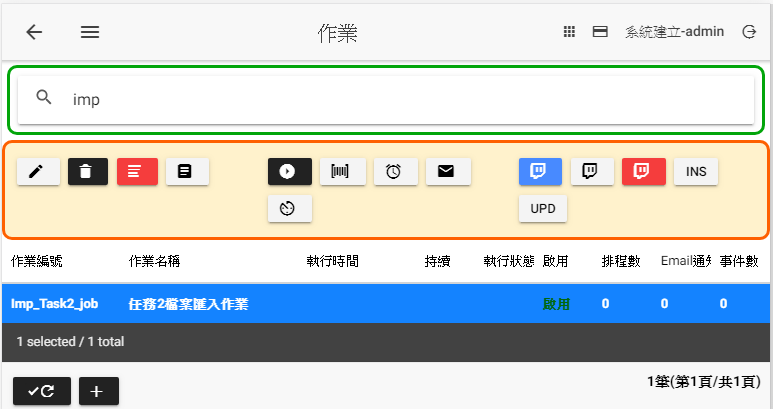 作業
系統建立-admin
imp
INS
UPD
作業編號 作業名稱 執行時間 持續 執行狀態 啟用 排程數 Email通知 事件數
Imp_Task2_job 任務2檔案匯入作業 啟用 0 0 0
1 selected / 1 total
1筆(第1頁/共1頁)